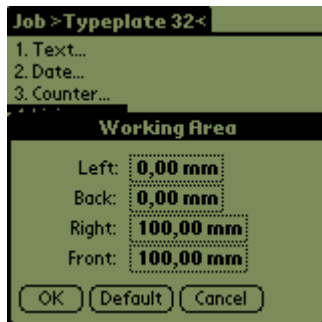 Job >Typeplate 32<
1. Text...
2. Date...
3. Counter...
Working Area
Left: 0,00 mm
Back: 0,00 mm
Right: 100,00 mm
Front: 100,00 mm
OK Default Cancel